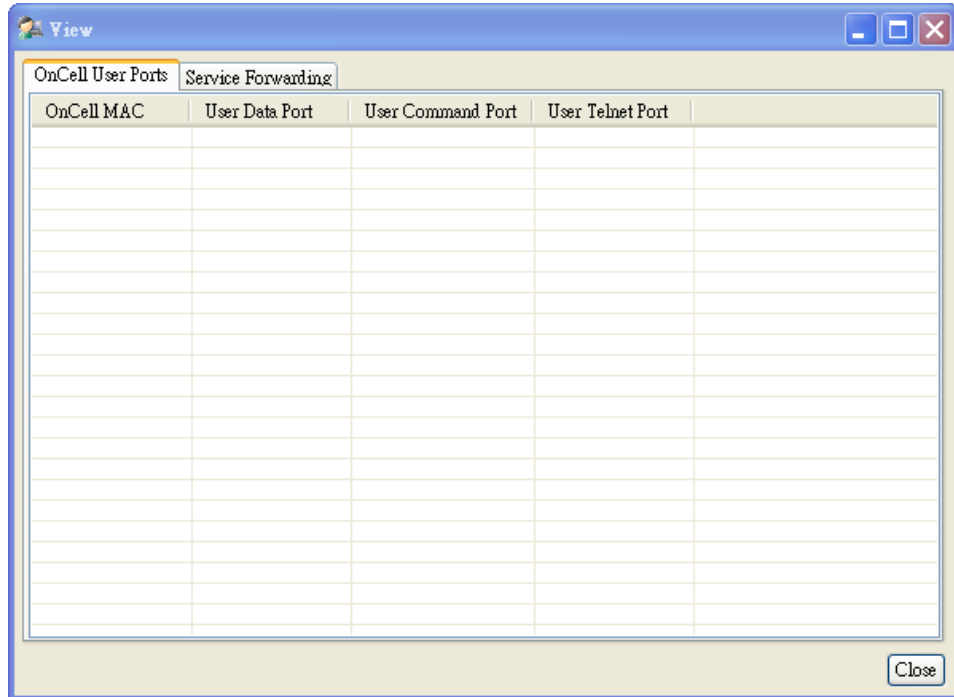 View
OnCell User Ports Service Forwarding
OnCell MAC User Data Port User Command Port User Telnet Port
Close